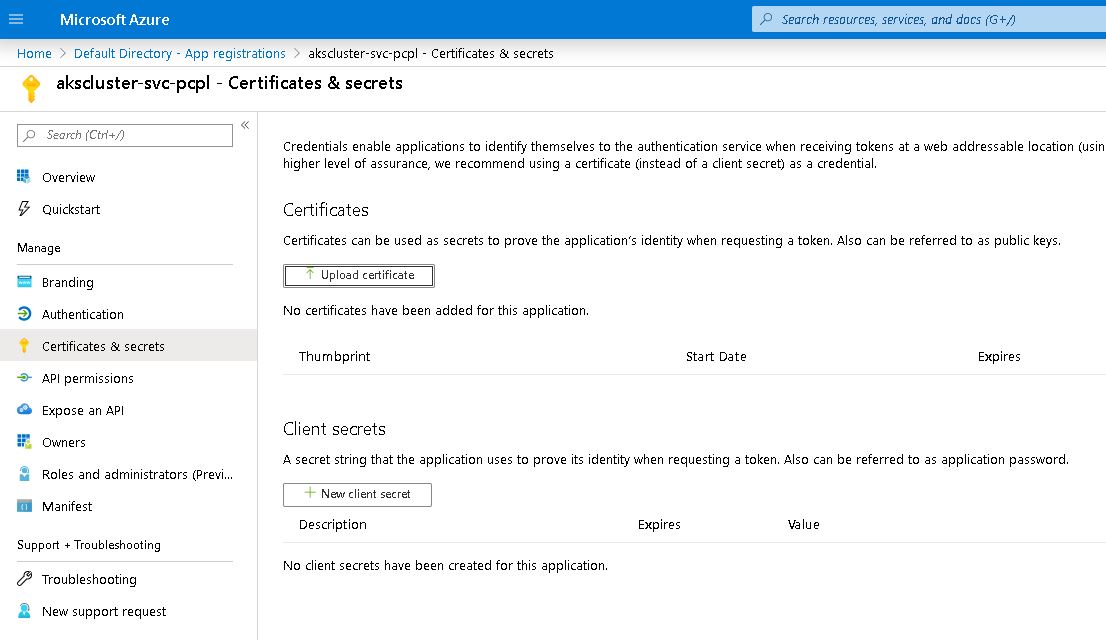 Microsoft Azure
Search resources, services, and docs (G+/)
Home > Default Directory - App registrations > akscluster-svc-pcpl - Certificates & secrets
akscluster-svc-pcpl - Certificates & secrets
Search (Ctrl+/)
«
Overview
Quickstart
Manage
Branding
Authentication
Certificates & secrets
API permissions
Expose an API
Owners
Roles and administrators (Previ...
Manifest
Support + Troubleshooting
Troubleshooting
New support request
Credentials enable applications to identify themselves to the authentication service when receiving tokens at a web addressable location (usin
higher level of assurance, we recommend using a certificate (instead of a client secret) as a credential.
Certificates
Certificates can be used as secrets to prove the application's identity when requesting a token. Also can be referred to as public keys.
Upload certificate
No certificates have been added for this application.
Thumbprint Start Date Expires
Client secrets
A secret string that the application uses to prove its identity when requesting a token. Also can be referred to as application password.
New client secret
Description Expires Value
No client secrets have been created for this application.